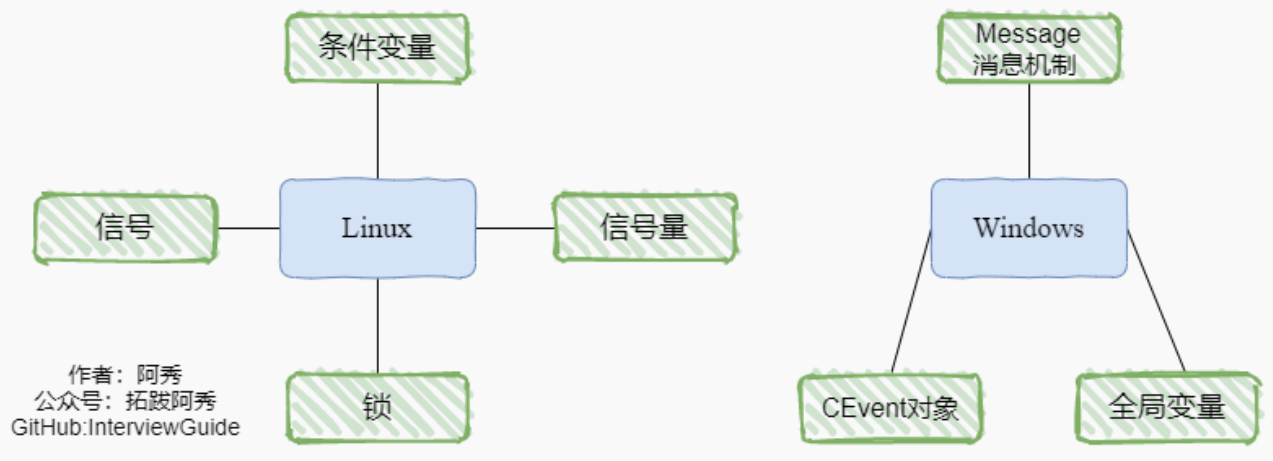 条件变量
Message
消息机制
信号
Linux
信号量
Windows
作者：阿秀
公众号：拓跋阿秀
GitHub:InterviewGuide
锁
CEvent对象
全局变量